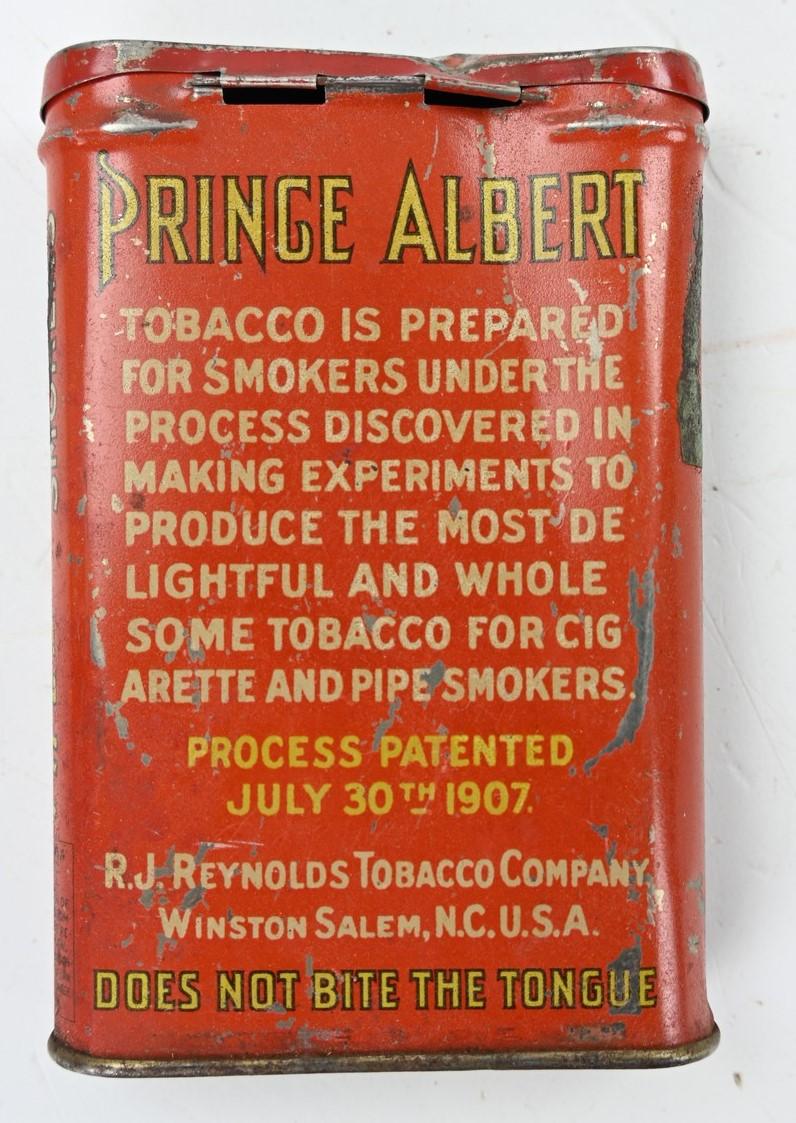 PRINCE ALBERT
TOBACCO IS PREPARED
FOR SMOKERS UNDER THE
PROCESS DISCOVERED IN
MAKING EXPERIMENTS TO
PRODUCE THE MOST DE
LIGHTFUL AND WHOLE
SOME TOBACCO FOR CIG
ARETTE AND PIPE SMOKERS.
PROCESS PATENTED
JULY 30TH 1907.
R.J. REYNOLDS TOBACCO COMPANY
WINSTON SALEM, N.C. U.S.A.
DOES NOT BITE THE TONGUE